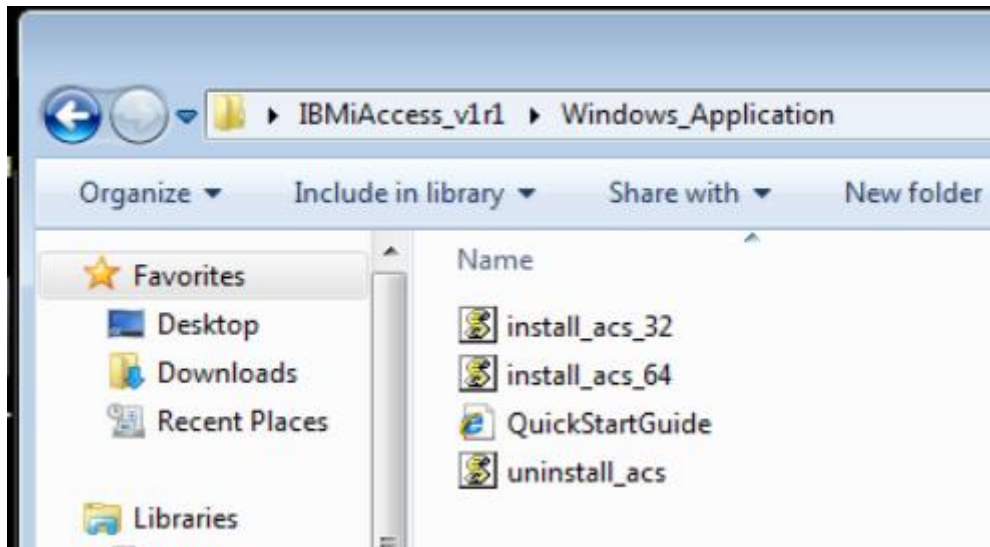 IBMiAccess_v1r1 Windows_Application
Organize Include in library Share with New folder
Favorites
Desktop
Downloads
Recent Places
Libraries
Name
install_acs_32
install_acs_64
QuickStartGuide
uninstall_acs